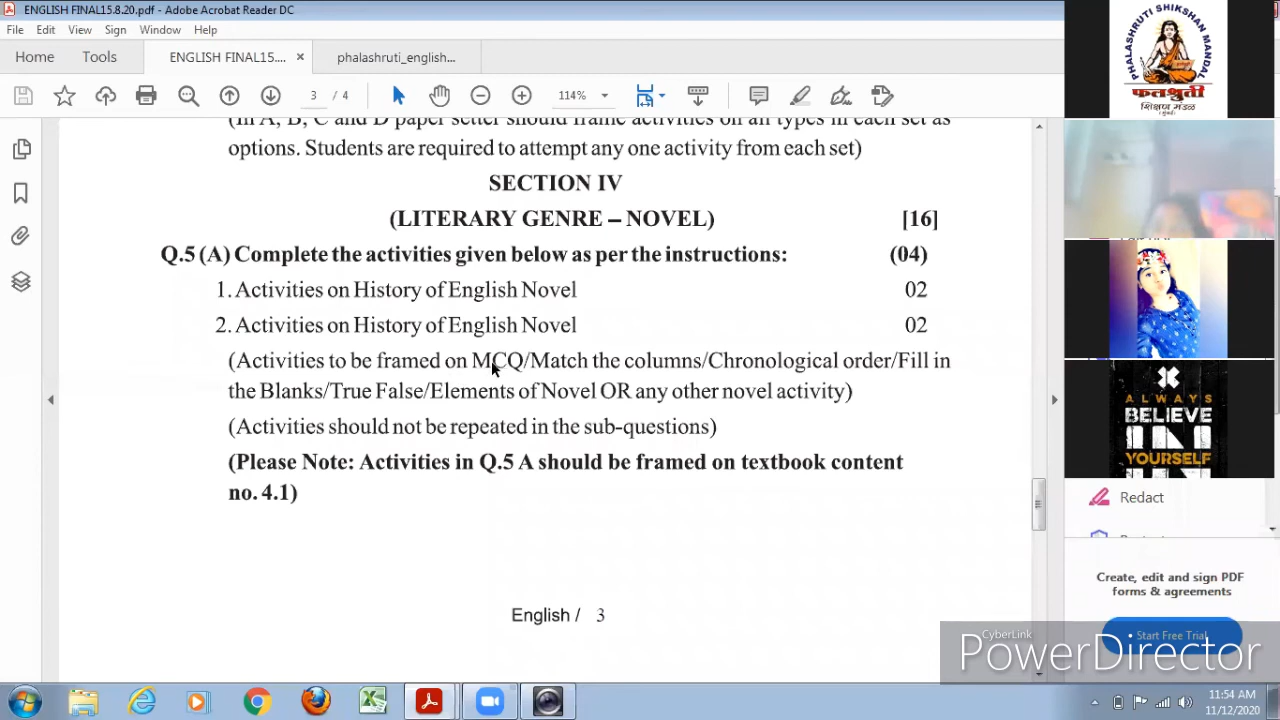 ENGLISH FINAL15.8.20.pdf - Adobe Acrobat Reader DC
File Edit View Sign Window Help
Home Tools ENGLISH FINAL15.... × phalashruti_english...
3 / 4 114%
(In A, B, C and D paper setter should frame activities on all types in each set as
options. Students are required to attempt any one activity from each set)
SECTION IV
(LITERARY GENRE – NOVEL) [16]
Q.5 (A) Complete the activities given below as per the instructions: (04)
1. Activities on History of English Novel 02
2. Activities on History of English Novel 02
(Activities to be framed on MCQ/Match the columns/Chronological order/Fill in
the Blanks/True False/Elements of Novel OR any other novel activity)
(Activities should not be repeated in the sub-questions)
(Please Note: Activities in Q.5 A should be framed on textbook content
no. 4.1)
English / 3
PHALASHRUTI SHIKSHAN MANDAL
फलश्रुती
शिक्षण मंडळ
(मुंबई)
ALWAYS
BELIEVE
IN
YOURSELF
Redact
Create, edit and sign PDF
forms & agreements
Start Free Trial
CyberLink
PowerDirector
11:54 AM
11/12/2020